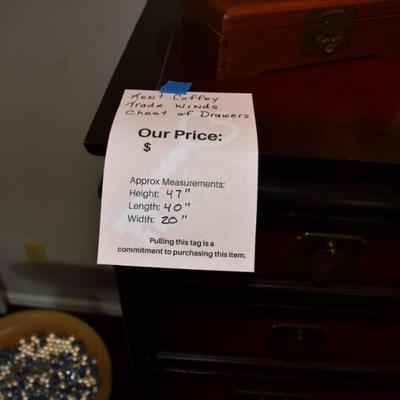 Kent Coffey
Trade Winds
Chest of Drawers
Our Price:
$
Approx Measurements:
Height: 47"
Length: 40"
Width: 20"
Pulling this tag is a
commitment to purchasing this item.